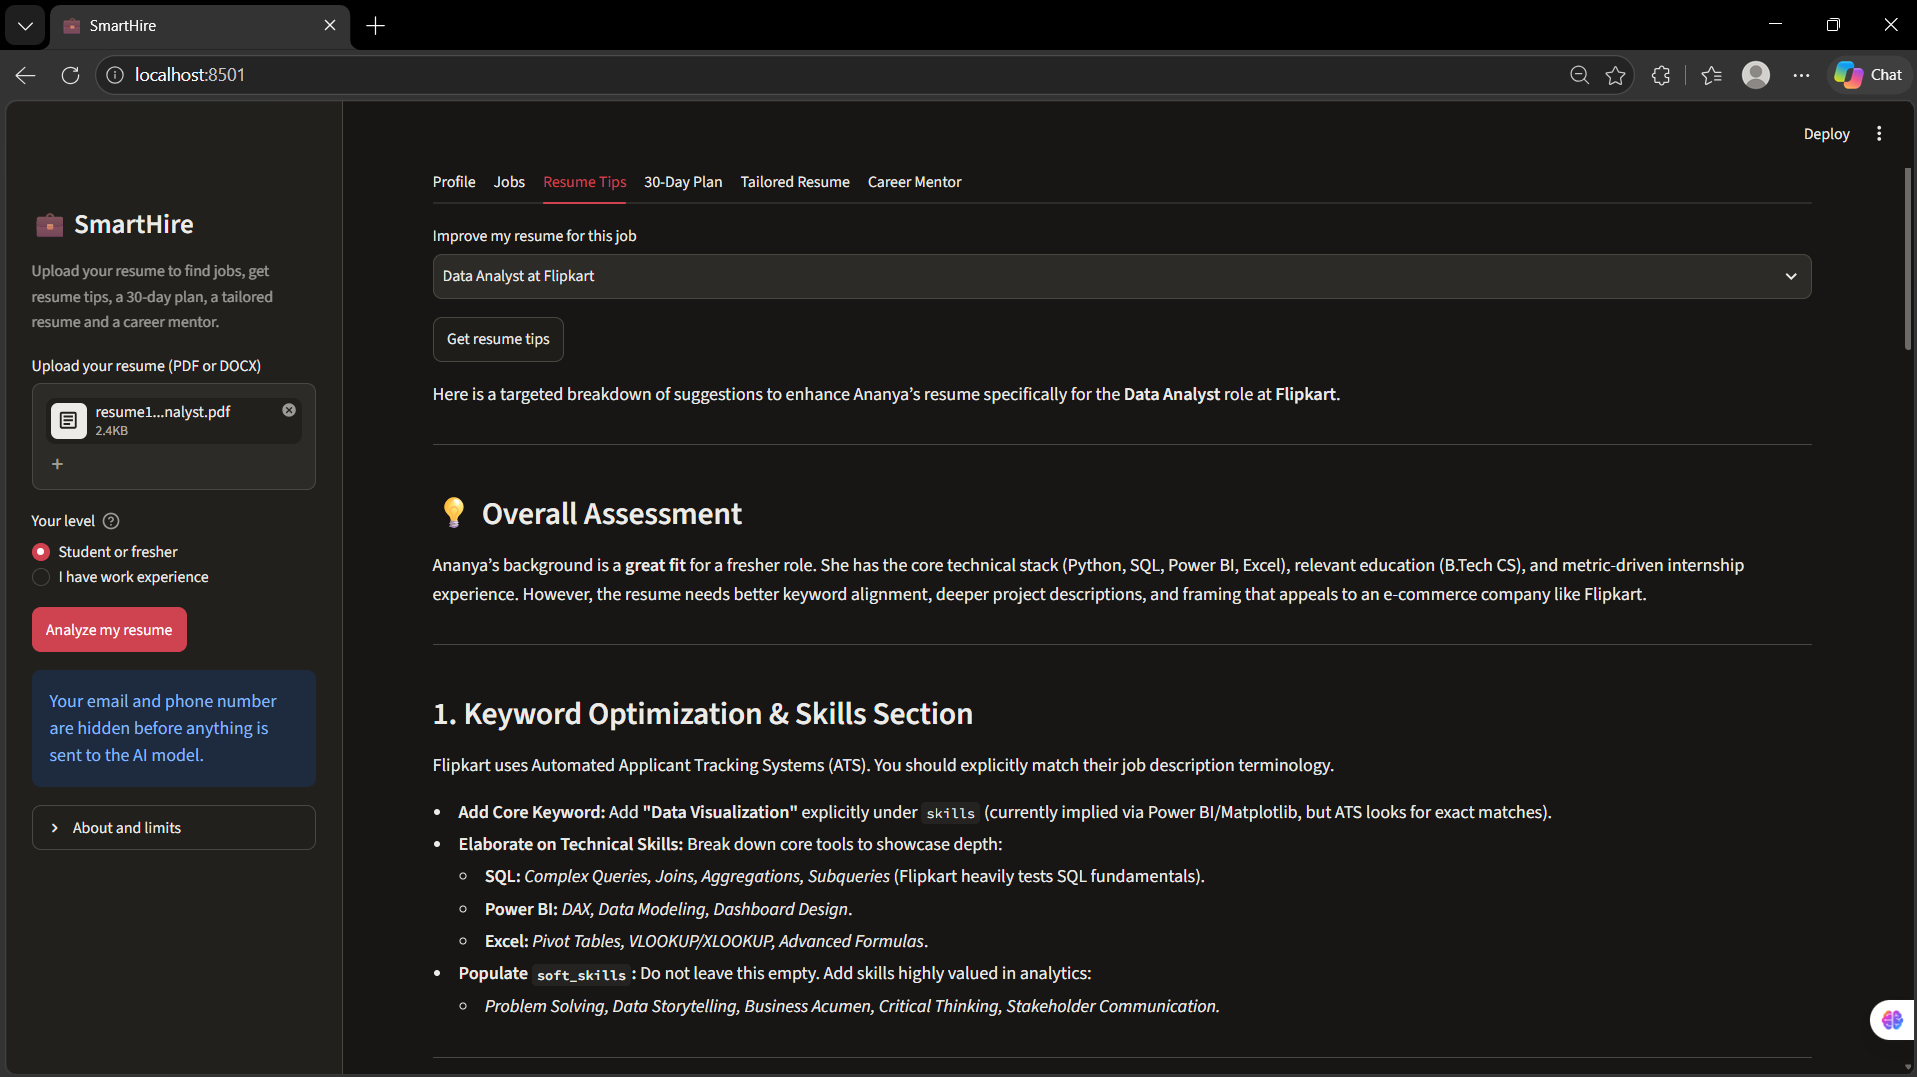 SmartHire
localhost:8501
Chat
Deploy
Profile Jobs Resume Tips 30-Day Plan Tailored Resume Career Mentor
SmartHire
Upload your resume to find jobs, get
resume tips, a 30-day plan, a tailored
resume and a career mentor.
Upload your resume (PDF or DOCX)
resume1...nalyst.pdf
2.4KB
Your level
Student or fresher
I have work experience
Analyze my resume
Your email and phone number
are hidden before anything is
sent to the AI model.
About and limits
Improve my resume for this job
Data Analyst at Flipkart
Get resume tips
Here is a targeted breakdown of suggestions to enhance Ananya's resume specifically for the Data Analyst role at Flipkart.
💡 Overall Assessment
Ananya's background is a great fit for a fresher role. She has the core technical stack (Python, SQL, Power BI, Excel), relevant education (B.Tech CS), and metric-driven internship
experience. However, the resume needs better keyword alignment, deeper project descriptions, and framing that appeals to an e-commerce company like Flipkart.
1. Keyword Optimization & Skills Section
Flipkart uses Automated Applicant Tracking Systems (ATS). You should explicitly match their job description terminology.
• Add Core Keyword: Add "Data Visualization" explicitly under skills (currently implied via Power BI/Matplotlib, but ATS looks for exact matches).
• Elaborate on Technical Skills: Break down core tools to showcase depth:
◦ SQL: Complex Queries, Joins, Aggregations, Subqueries (Flipkart heavily tests SQL fundamentals).
◦ Power BI: DAX, Data Modeling, Dashboard Design.
◦ Excel: Pivot Tables, VLOOKUP/XLOOKUP, Advanced Formulas.
• Populate soft_skills : Do not leave this empty. Add skills highly valued in analytics:
◦ Problem Solving, Data Storytelling, Business Acumen, Critical Thinking, Stakeholder Communication.